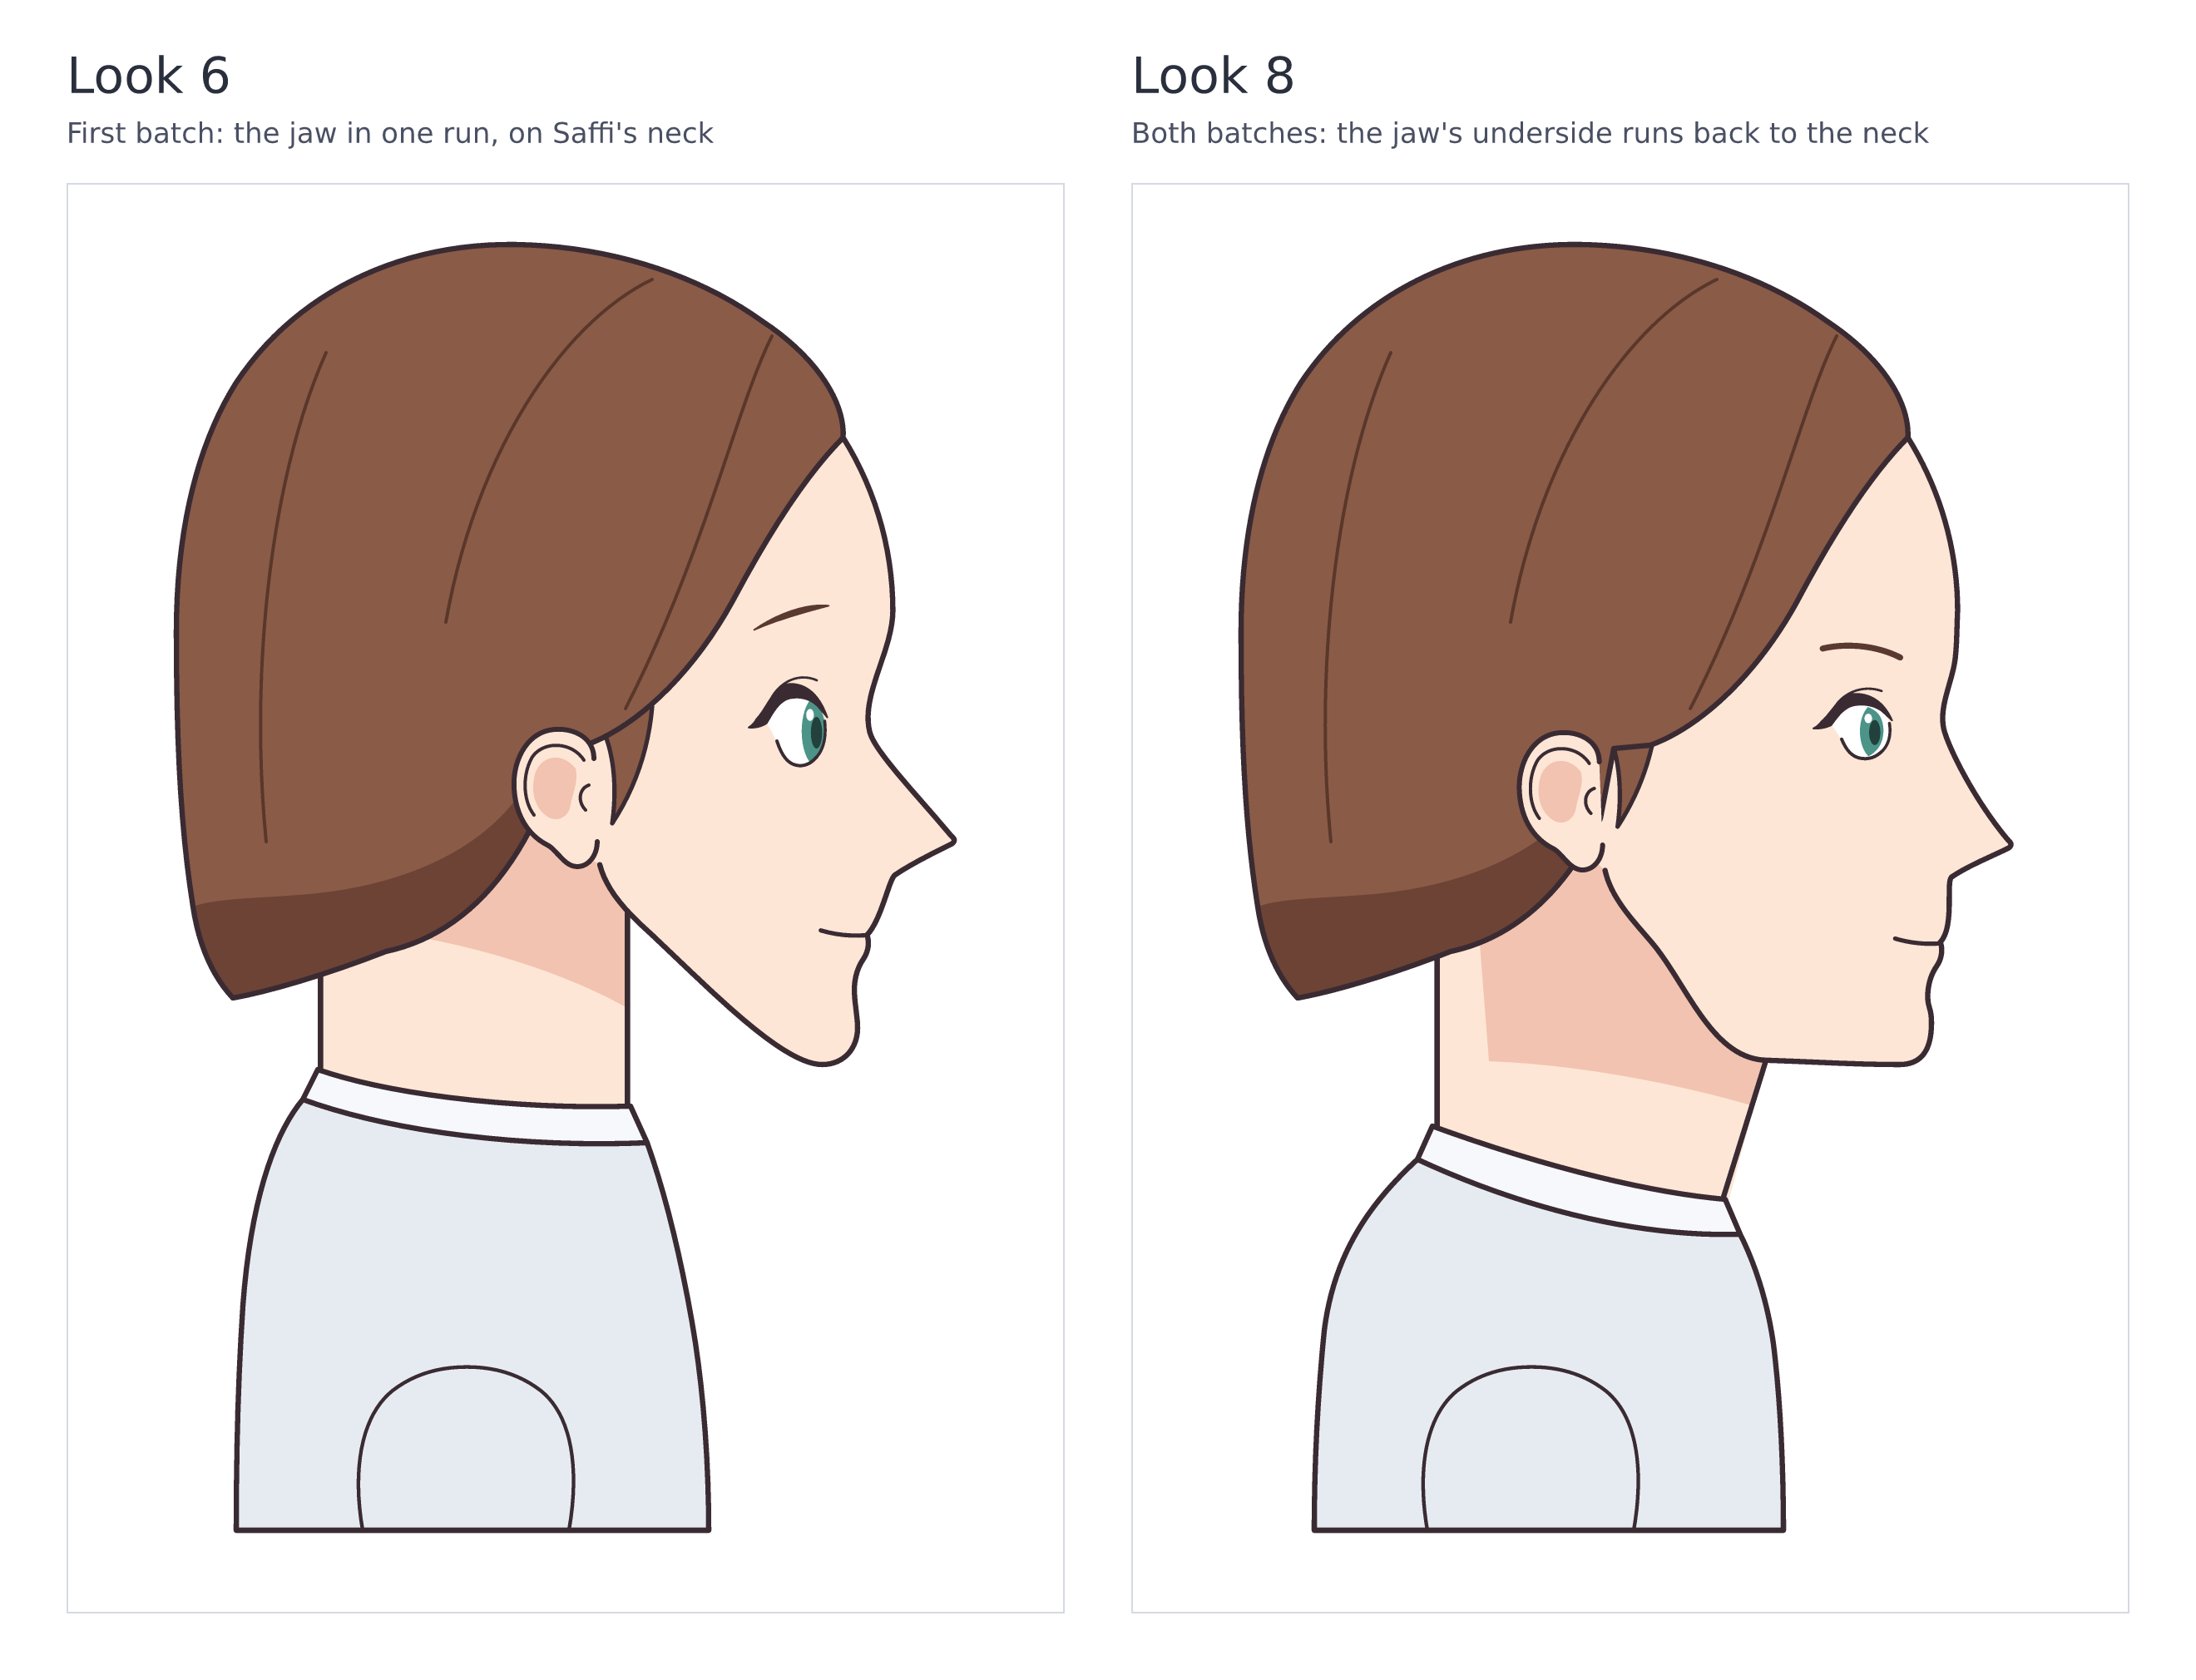 Look 6
First batch: the jaw in one run, on Saffi's neck
Look 8
Both batches: the jaw's underside runs back to the neck